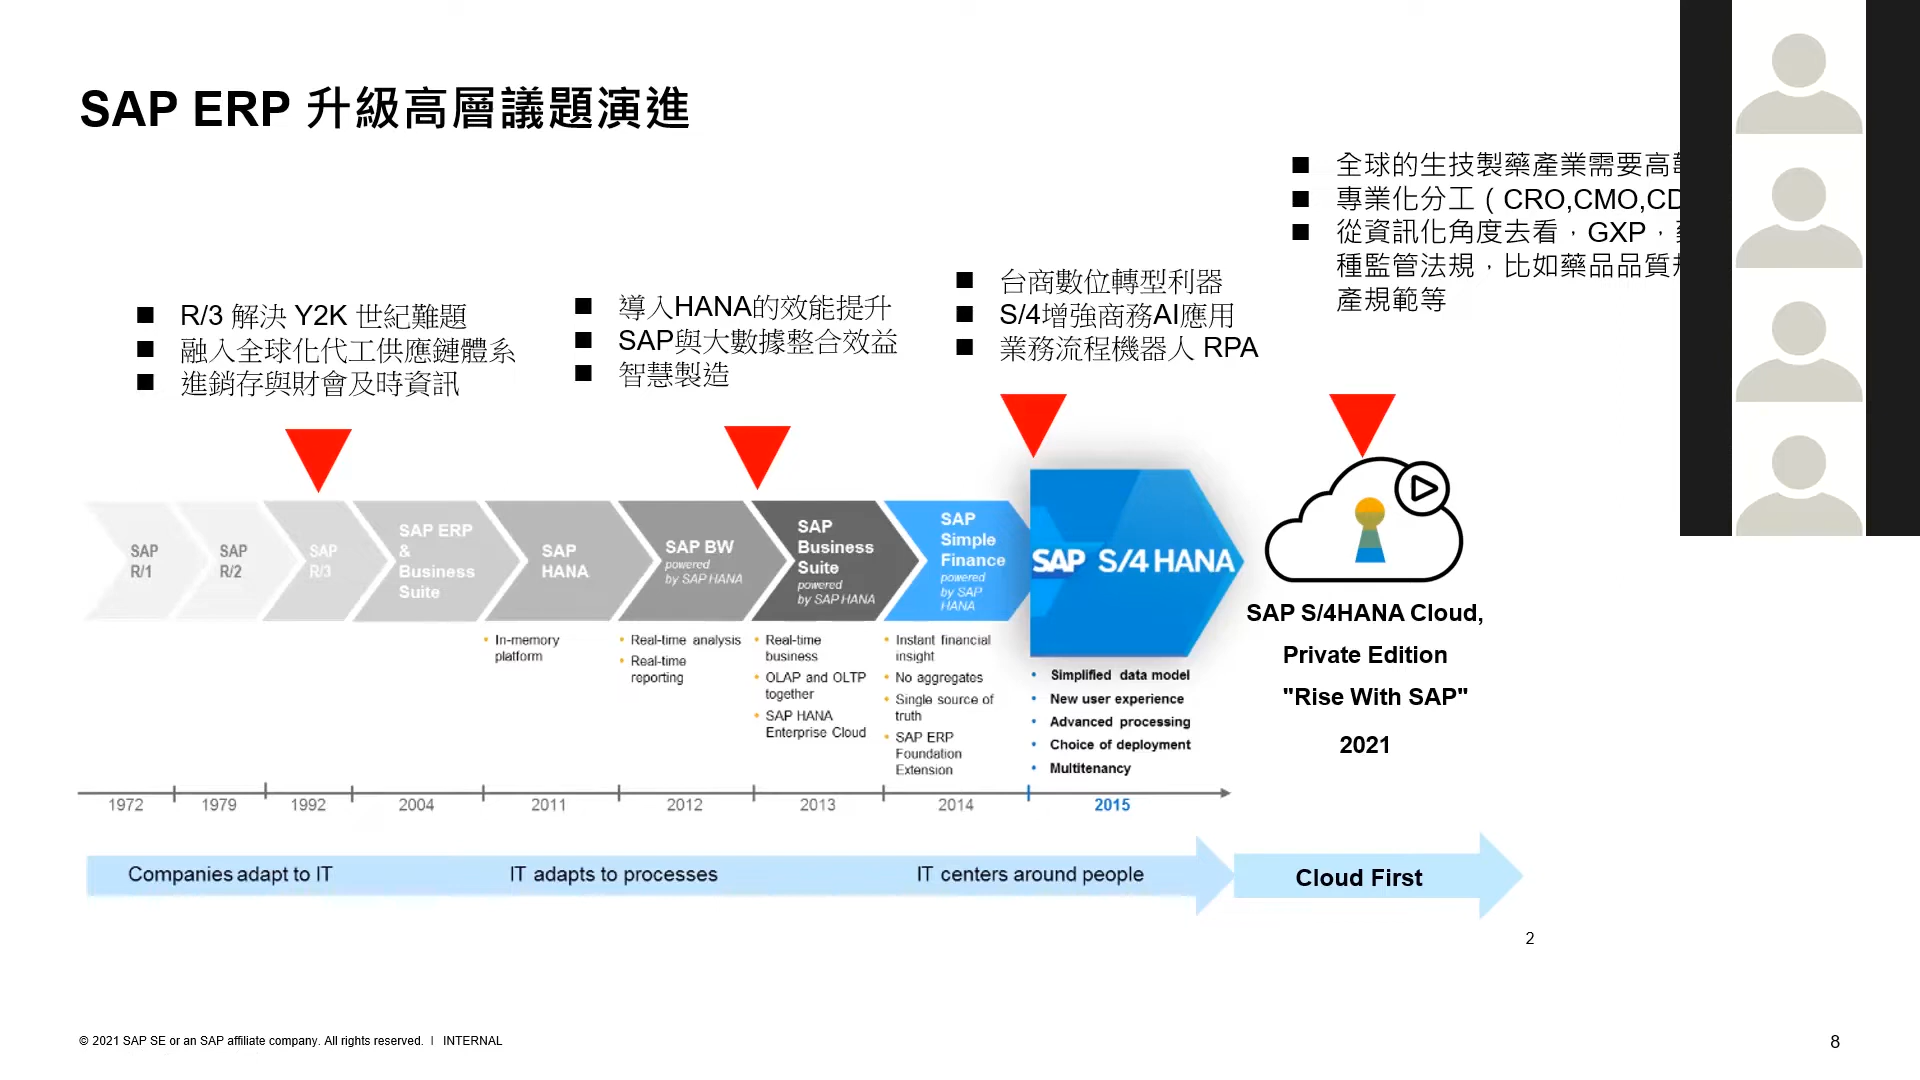 SAP ERP 升級高層議題演進
■ R/3 解決 Y2K 世紀難題
■ 融入全球化代工供應鏈體系
■ 進銷存與財會及時資訊
■ 導入HANA的效能提升
■ SAP與大數據整合效益
■ 智慧製造
■ 台商數位轉型利器
■ S/4增強商務AI應用
■ 業務流程機器人 RPA
■ 全球的生技製藥產業需要高
■ 專業化分工（CRO,CMO,CD
■ 從資訊化角度去看，GXP，
種監管法規，比如藥品品質
產規範等
SAP
R/1
SAP
R/2
SAP
R/3
SAP ERP
&
Business
Suite
SAP
HANA
SAP BW
powered
by SAP HANA
SAP
Business
Suite
powered
by SAP HANA
SAP
Simple
Finance
powered
by SAP
HANA
SAP S/4HANA
• In-memory
platform
• Real-time analysis
• Real-time
reporting
• Real-time
business
• OLAP and OLTP
together
• SAP HANA
Enterprise Cloud
• Instant financial
insight
• No aggregates
• Single source of
truth
• SAP ERP
Foundation
Extension
• Simplified data model
• New user experience
• Advanced processing
• Choice of deployment
• Multitenancy
SAP S/4HANA Cloud,
Private Edition
"Rise With SAP"
2021
1972
1979
1992
2004
2011
2012
2013
2014
2015
Companies adapt to IT
IT adapts to processes
IT centers around people
Cloud First
2
© 2021 SAP SE or an SAP affiliate company. All rights reserved. | INTERNAL
8